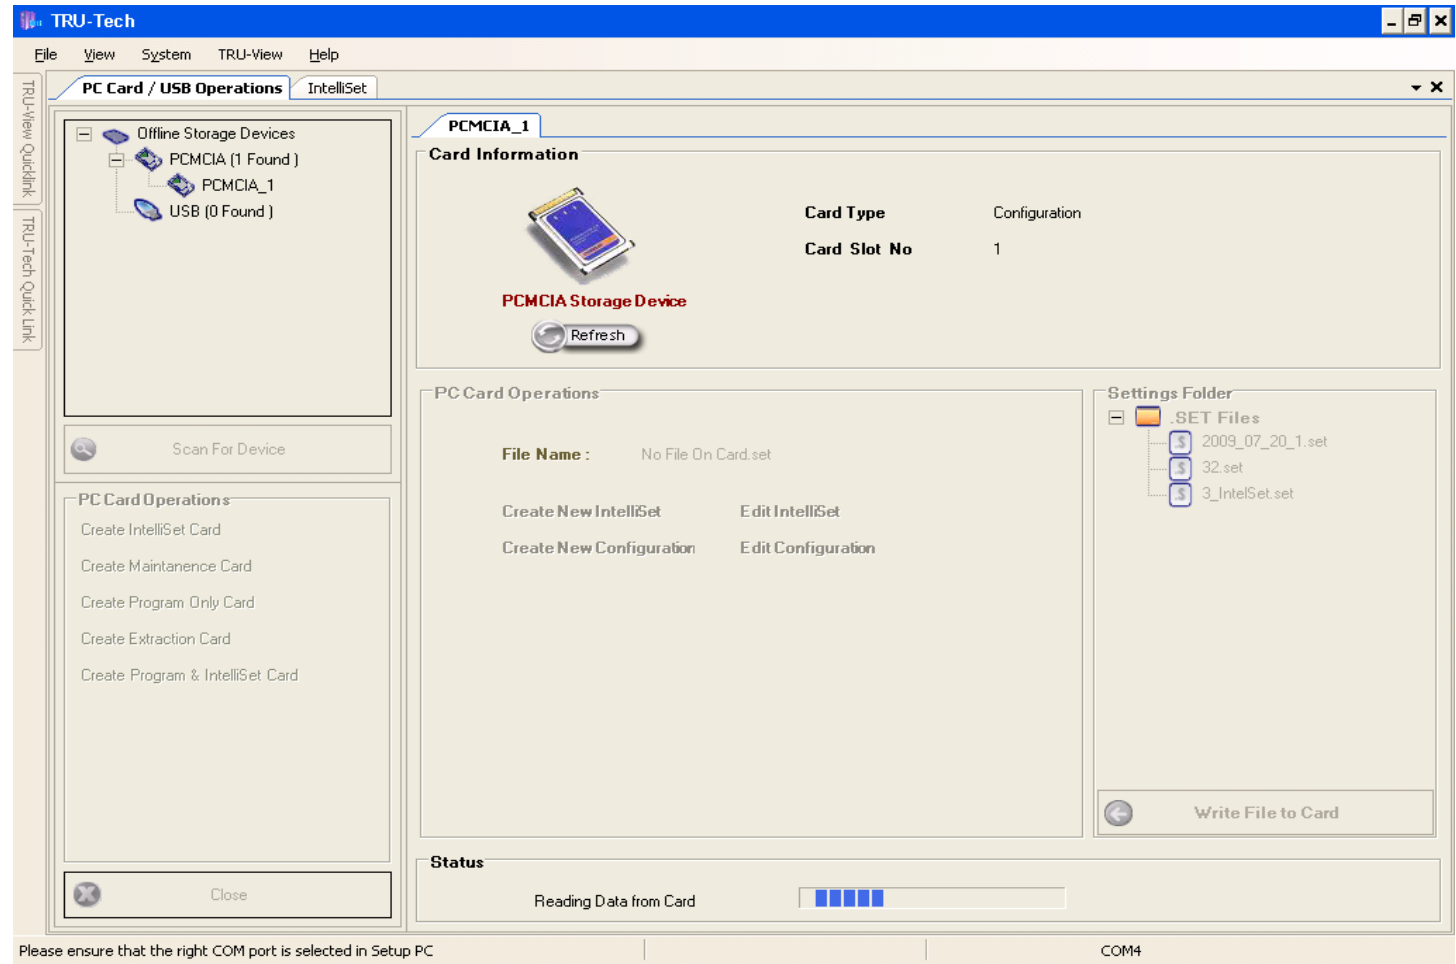 TRU-Tech
File View System TRU-View Help
PC Card / USB Operations IntelliSet
TRU-View Quicklink
TRU-Tech Quick Link
Offline Storage Devices
PCMCIA (1 Found )
PCMCIA_1
USB (0 Found )
Scan For Device
PC Card Operations
Create IntelliSet Card
Create Maintanence Card
Create Program Only Card
Create Extraction Card
Create Program & IntelliSet Card
Close
PCMCIA_1
Card Information
Card Type Configuration
Card Slot No 1
PCMCIA Storage Device
Refresh
PC Card Operations
File Name : No File On Card.set
Create New IntelliSet Edit IntelliSet
Create New Configuration Edit Configuration
Settings Folder
.SET Files
.S 2009_07_20_1.set
.S 32.set
.S 3_IntelSet.set
Write File to Card
Status
Reading Data from Card
Please ensure that the right COM port is selected in Setup PC COM4